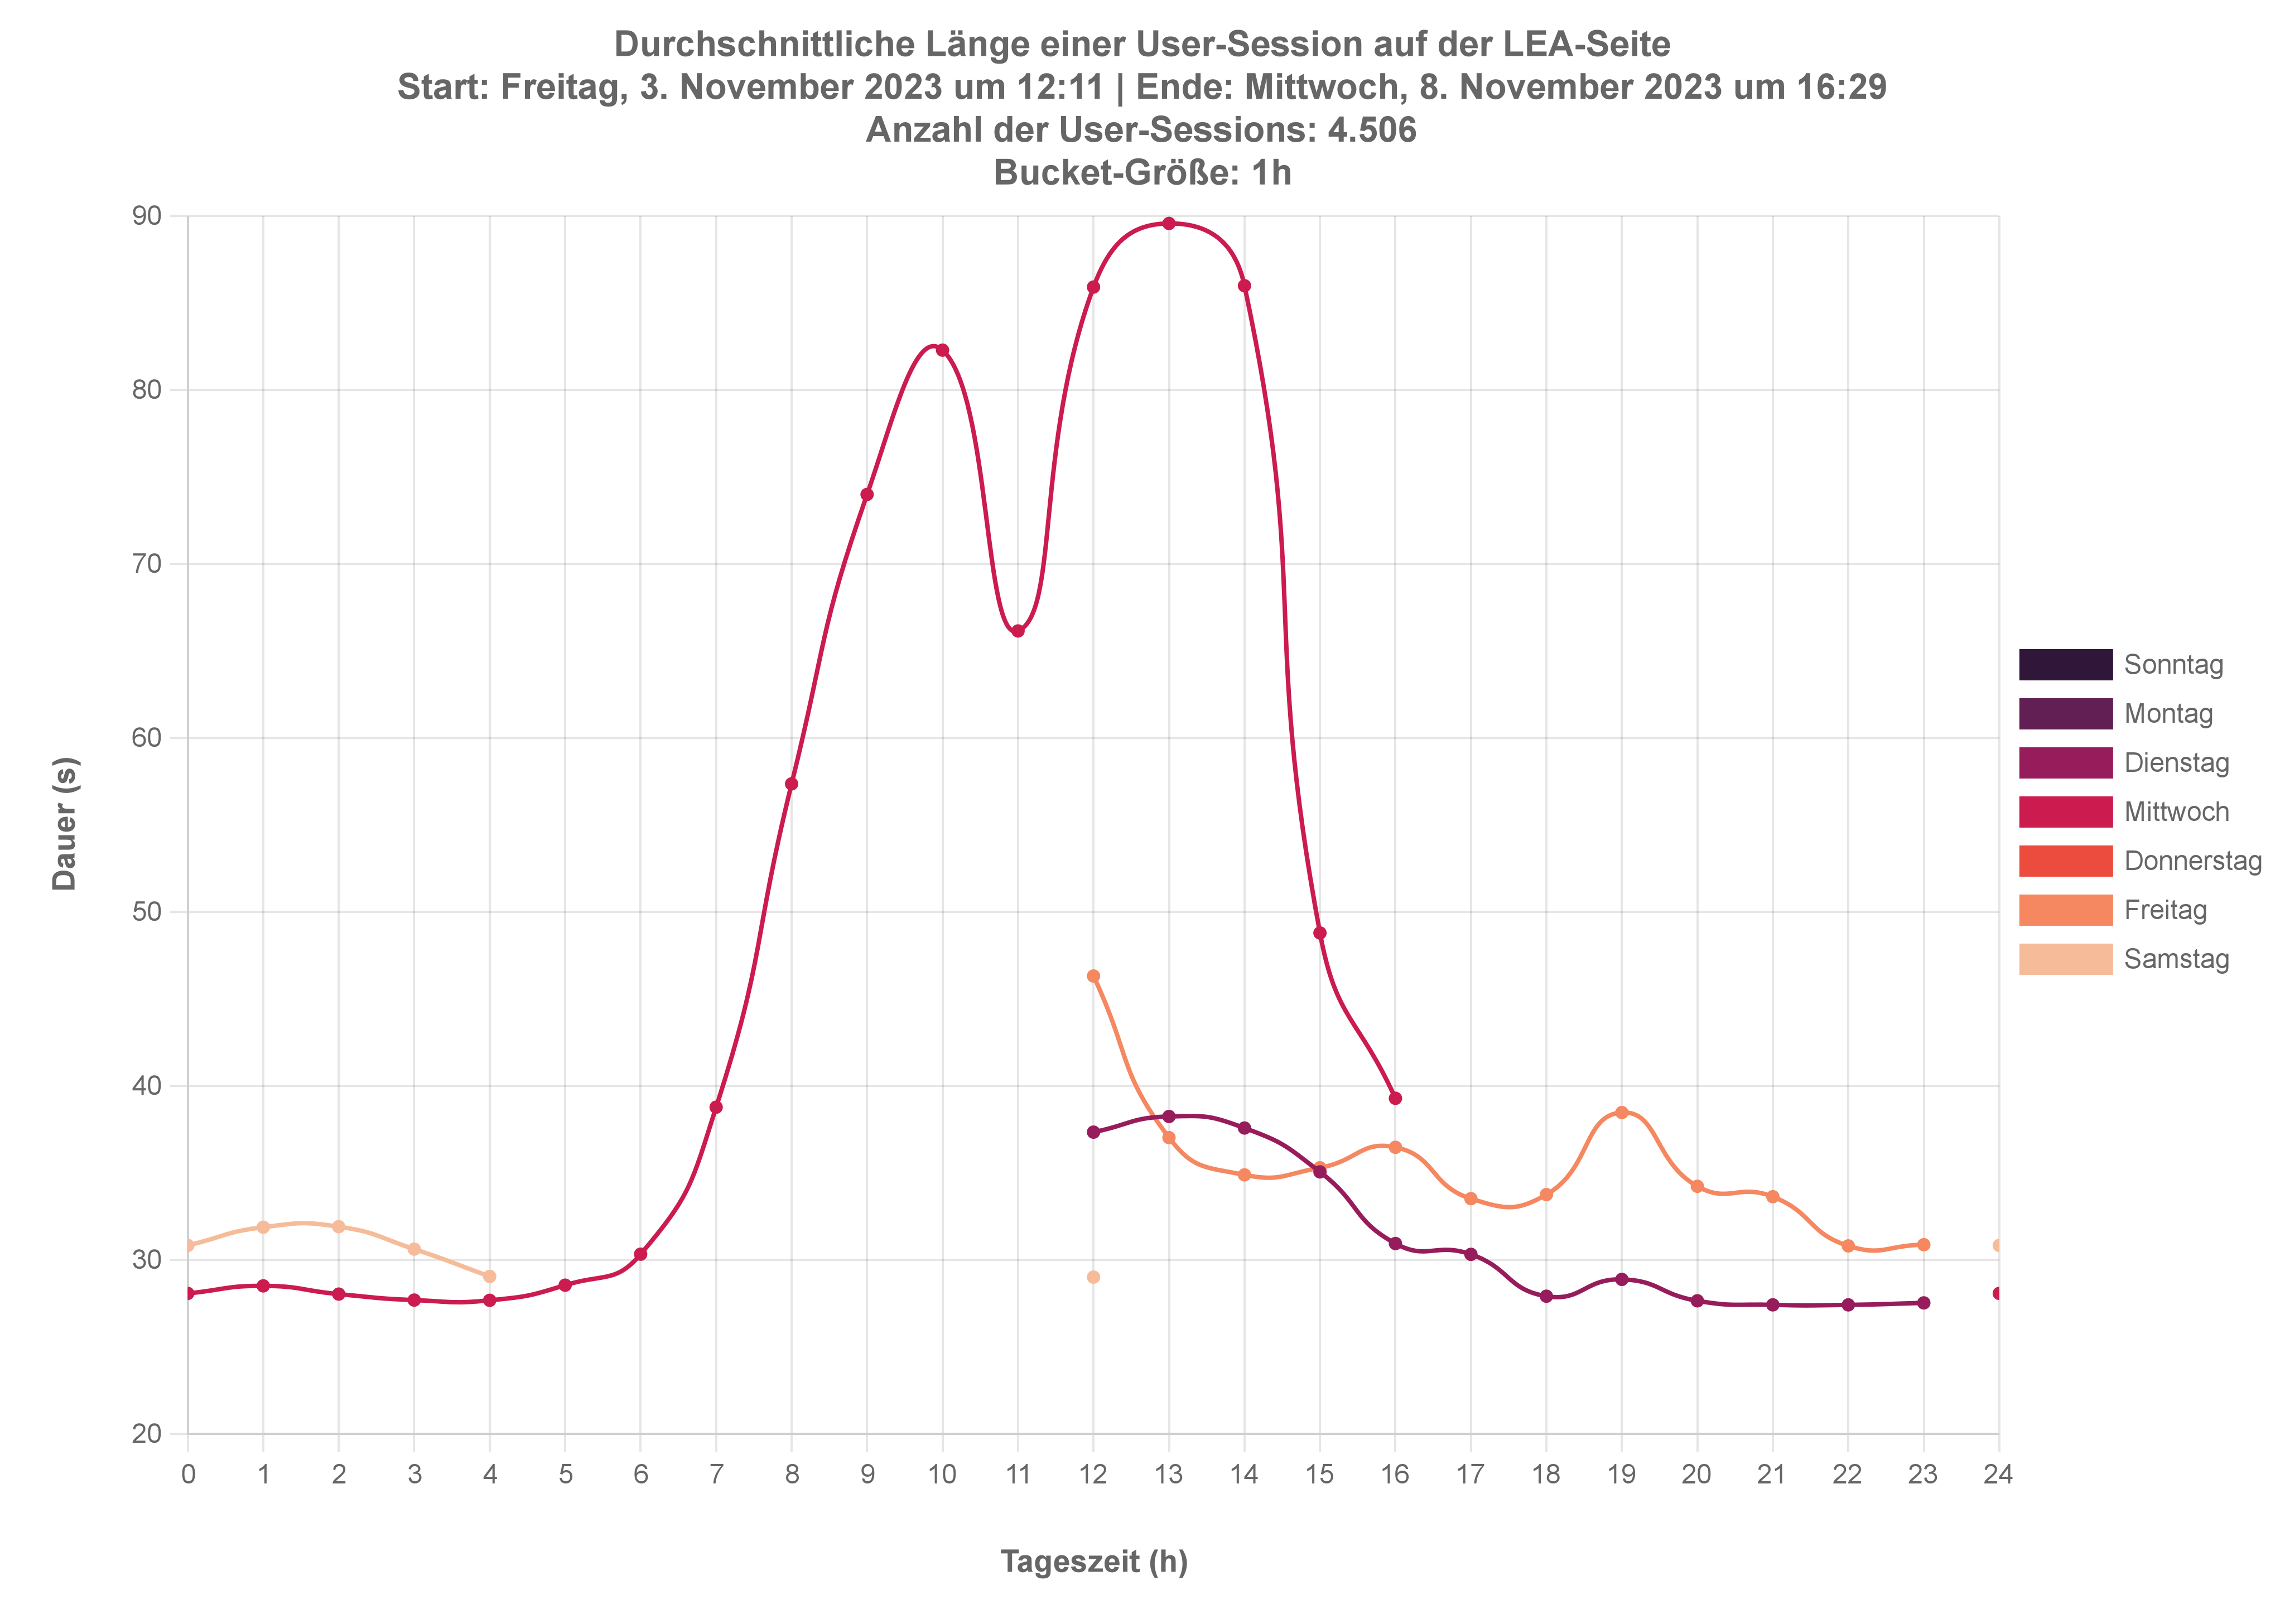 Durchschnittliche Länge einer User-Session auf der LEA-Seite
Start: Freitag, 3. November 2023 um 12:11 | Ende: Mittwoch, 8. November 2023 um 16:29
Anzahl der User-Sessions: 4.506
Bucket-Größe: 1h
90
80
70
60
50
40
30
20
Dauer (s)
0 1 2 3 4 5 6 7 8 9 10 11 12 13 14 15 16 17 18 19 20 21 22 23 24
Tageszeit (h)
Sonntag
Montag
Dienstag
Mittwoch
Donnerstag
Freitag
Samstag